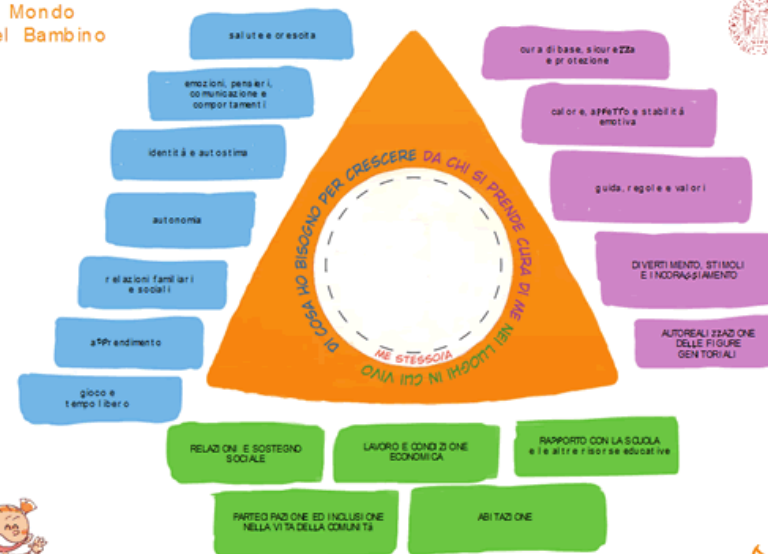 Mondo
el Bambino
salute e crescita
emozioni, pensieri,
comunicazione e
comportamenti
identitá e autostima
autonomia
relazioni familiari
e sociali
apprendimento
gioco e
tempo libero
cura di base, sicurezza
e protezione
calore, affetto e stabilitá
emotiva
guida, regole e valori
DIVERTIMENTO, STIMOLI
E INCORAGGIAMENTO
AUTOREALIZZAZIONE
DELLE FIGURE
GENITORIALI
DI COSA HO BISOGNO PER CRESCERE
DA CHI SI PRENDE CURA DI ME
NEI LUOGHI IN CUI VIVO
ME STESSO/A
RELAZIONI E SOSTEGNO
SOCIALE
LAVORO E CONDIZIONE
ECONOMICA
RAPPORTO CON LA SCUOLA
e le altre risorse educative
PARTECIPAZIONE ED INCLUSIONE
NELLA VITA DELLA COMUNITá
ABITAZIONE